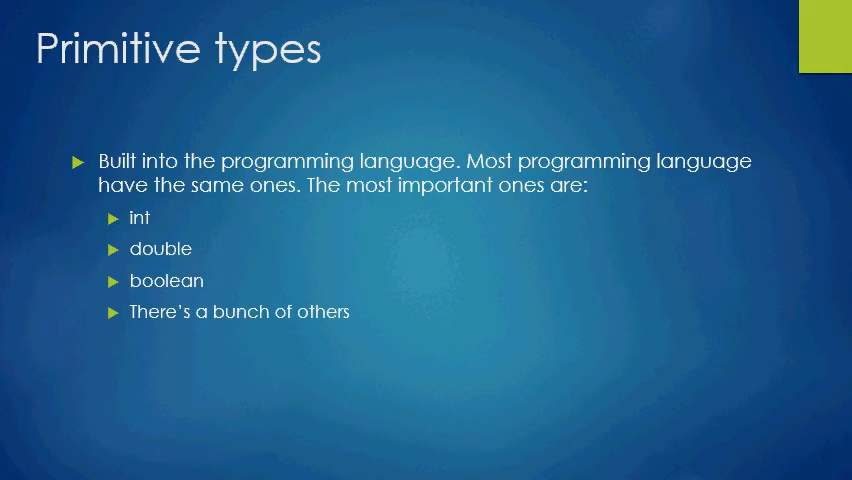 Primitive types
Built into the programming language. Most programming language
have the same ones. The most important ones are:
int
double
boolean
There's a bunch of others